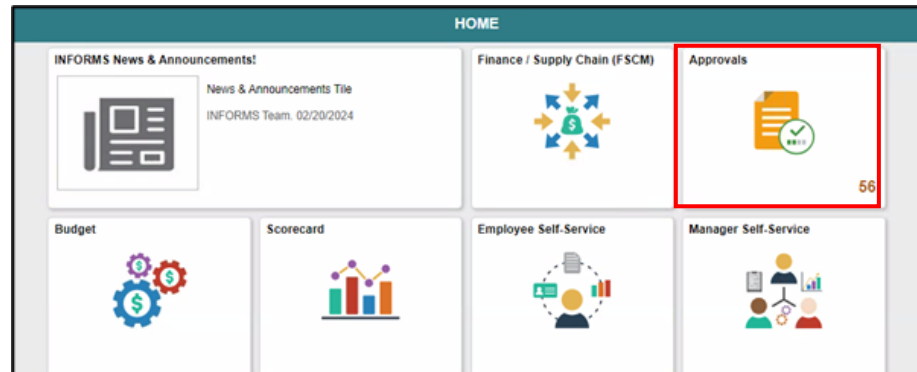 HOME
INFORMS News & Announcements!
News & Announcements Tile
INFORMS Team. 02/20/2024
Finance / Supply Chain (FSCM)
$
Approvals
56
Budget
$
$
$
Scorecard
Employee Self-Service
Manager Self-Service